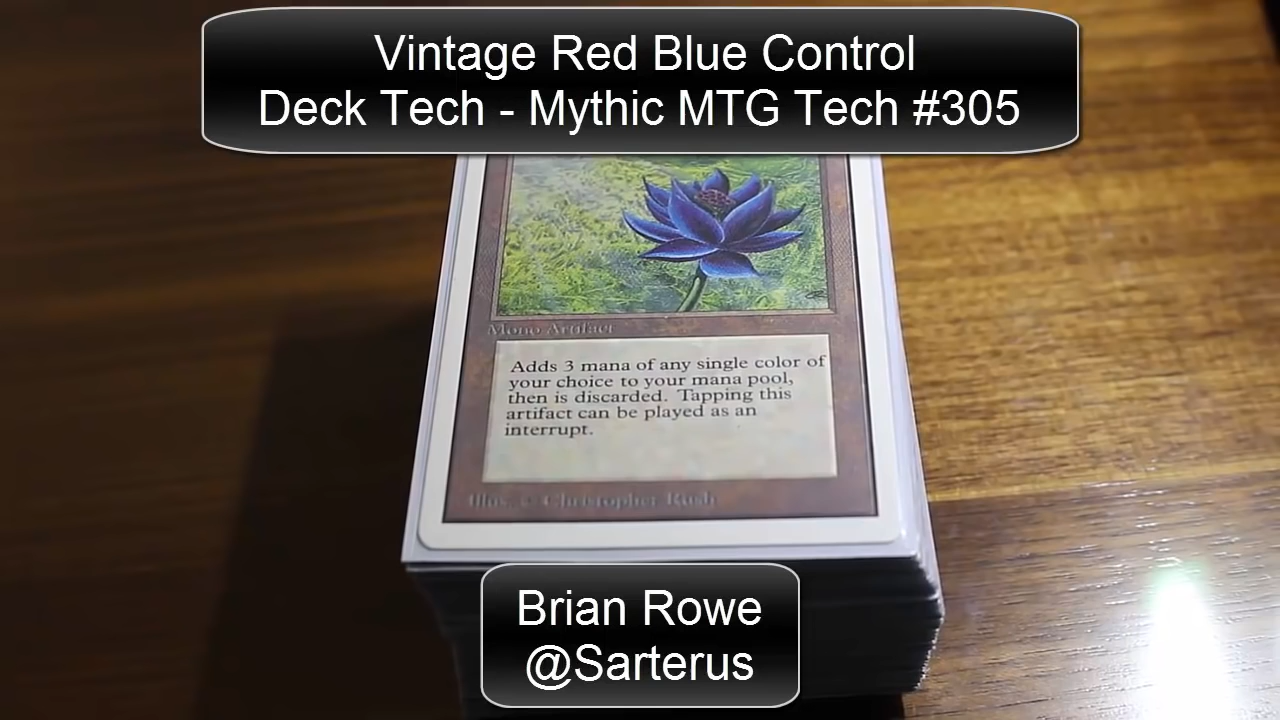 Vintage Red Blue Control
Deck Tech - Mythic MTG Tech #305
Mono Artifact
Adds 3 mana of any single color of
your choice to your mana pool,
then is discarded. Tapping this
artifact can be played as an
interrupt.
Illus. © Christopher Rush
Brian Rowe
@Sarterus